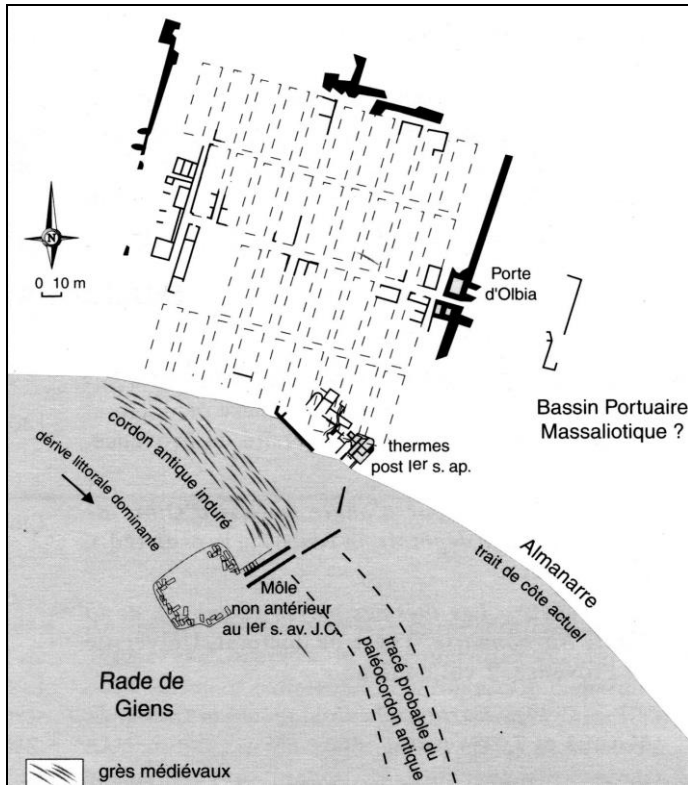 N
0 10 m
Porte
d'Olbia
Bassin Portuaire
Massaliotique ?
thermes
post Ier s. ap.
cordon antique induré
dérive littorale dominante
Almanarre
trait de côte actuel
Môle
non antérieur
au Ier s. av. J.C.
tracé probable du
paléocordon antique
Rade de
Giens
grès médiévaux